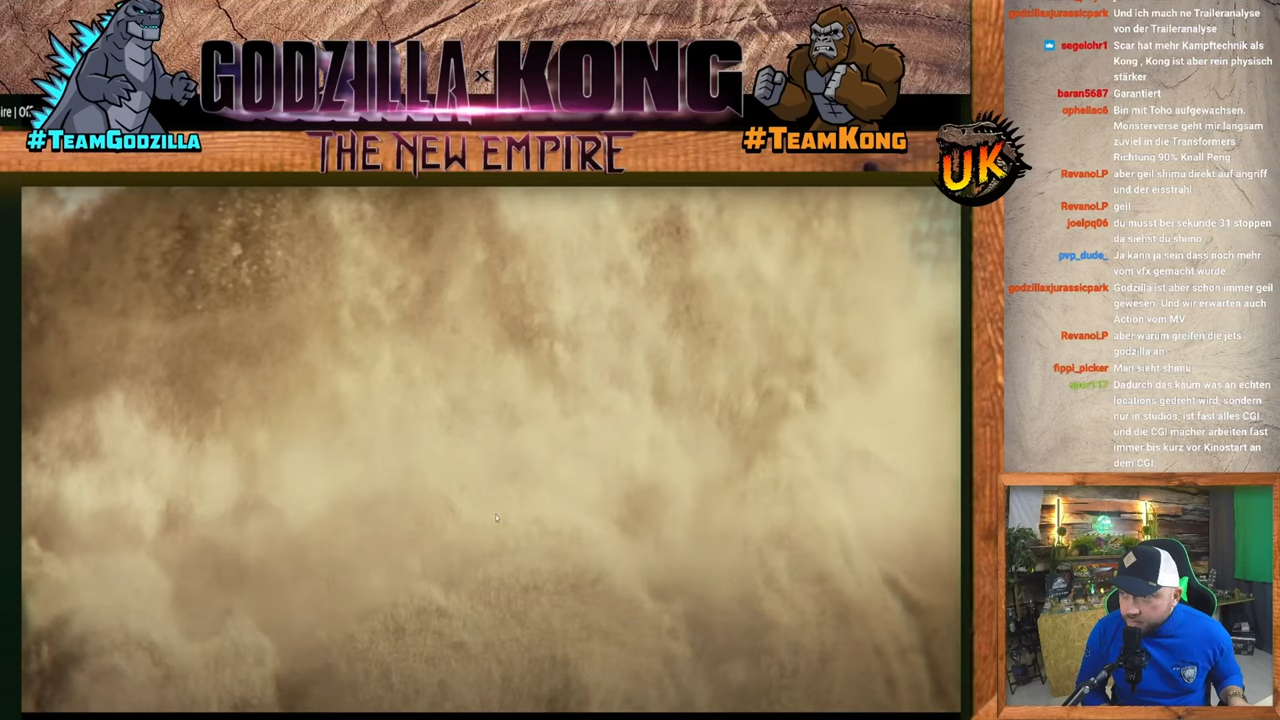 GODZILLA x KONG
THE NEW EMPIRE
#TEAMGODZILLA
#TEAMKONG
UK
godzillaxjurassicpark Und ich mach ne Traileranalyse
von der Traileranalyse
segelohr1 Scar hat mehr Kampftechnik als
Kong , Kong ist aber rein physisch
stärker
baran5687 Garantiert
Bin mit Toho aufgewachsen.
Monsterverse geht mir langsam
zuviel in die Transformers
Richtung 90% Knall Peng
RevanoLP aber geil shimu direkt auf angriff
und der eisstrahl
RevanoLP geil
joelpq06 du musst bei sekunde 31 stoppen
da siehst du shimo
pvp_dude_ Ja kann ja sein dass noch mehr
vom vfx gemacht wurde
godzillaxjurassicpark Godzilla ist aber schon immer geil
gewesen. Und wir erwarten auch
Action vom MV
RevanoLP aber warum greifen die jets
godzilla an
fippi_picker Man sieht shimu
Dadurch das kaum was an echten
locations gedreht wird, sondern
nur in studios, ist fast alles CGI
und die CGI macher arbeiten fast
immer bis kurz vor Kinostart an
dem CGI